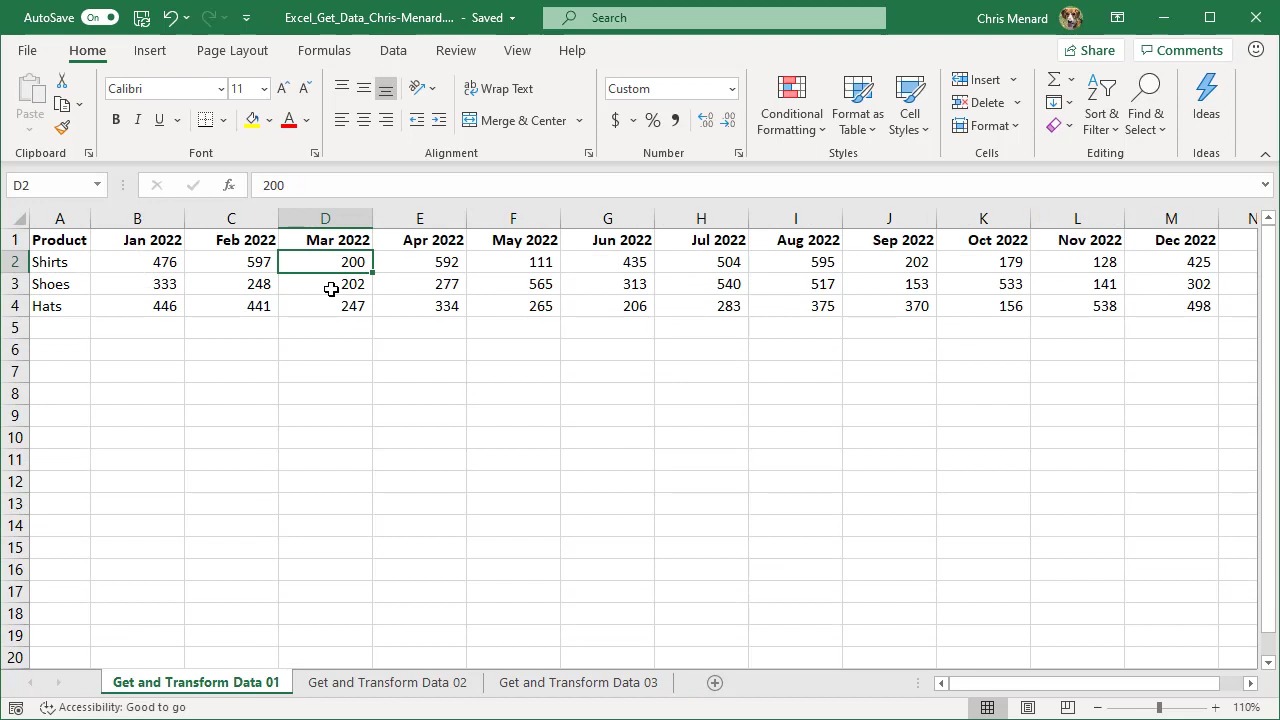 AutoSave On Excel_Get_Data_Chris-Menard.... - Saved Search Chris Menard
File Home Insert Page Layout Formulas Data Review View Help Share Comments
Paste Calibri 11 Wrap Text Custom Conditional Formatting Format as Table Cell Styles Insert Sort & Filter Find & Select Ideas
B I U Merge & Center $ % Delete Format
Clipboard Font Alignment Number Styles Cells Editing Ideas
D2 fx 200
A B C D E F G H I J K L M N
1 Product Jan 2022 Feb 2022 Mar 2022 Apr 2022 May 2022 Jun 2022 Jul 2022 Aug 2022 Sep 2022 Oct 2022 Nov 2022 Dec 2022
2 Shirts 476 597 200 592 111 435 504 595 202 179 128 425
3 Shoes 333 248 202 277 565 313 540 517 153 533 141 302
4 Hats 446 441 247 334 265 206 283 375 370 156 538 498
5
6
7
8
9
10
11
12
13
14
15
16
17
18
19
20
Get and Transform Data 01 Get and Transform Data 02 Get and Transform Data 03
Accessibility: Good to go 110%